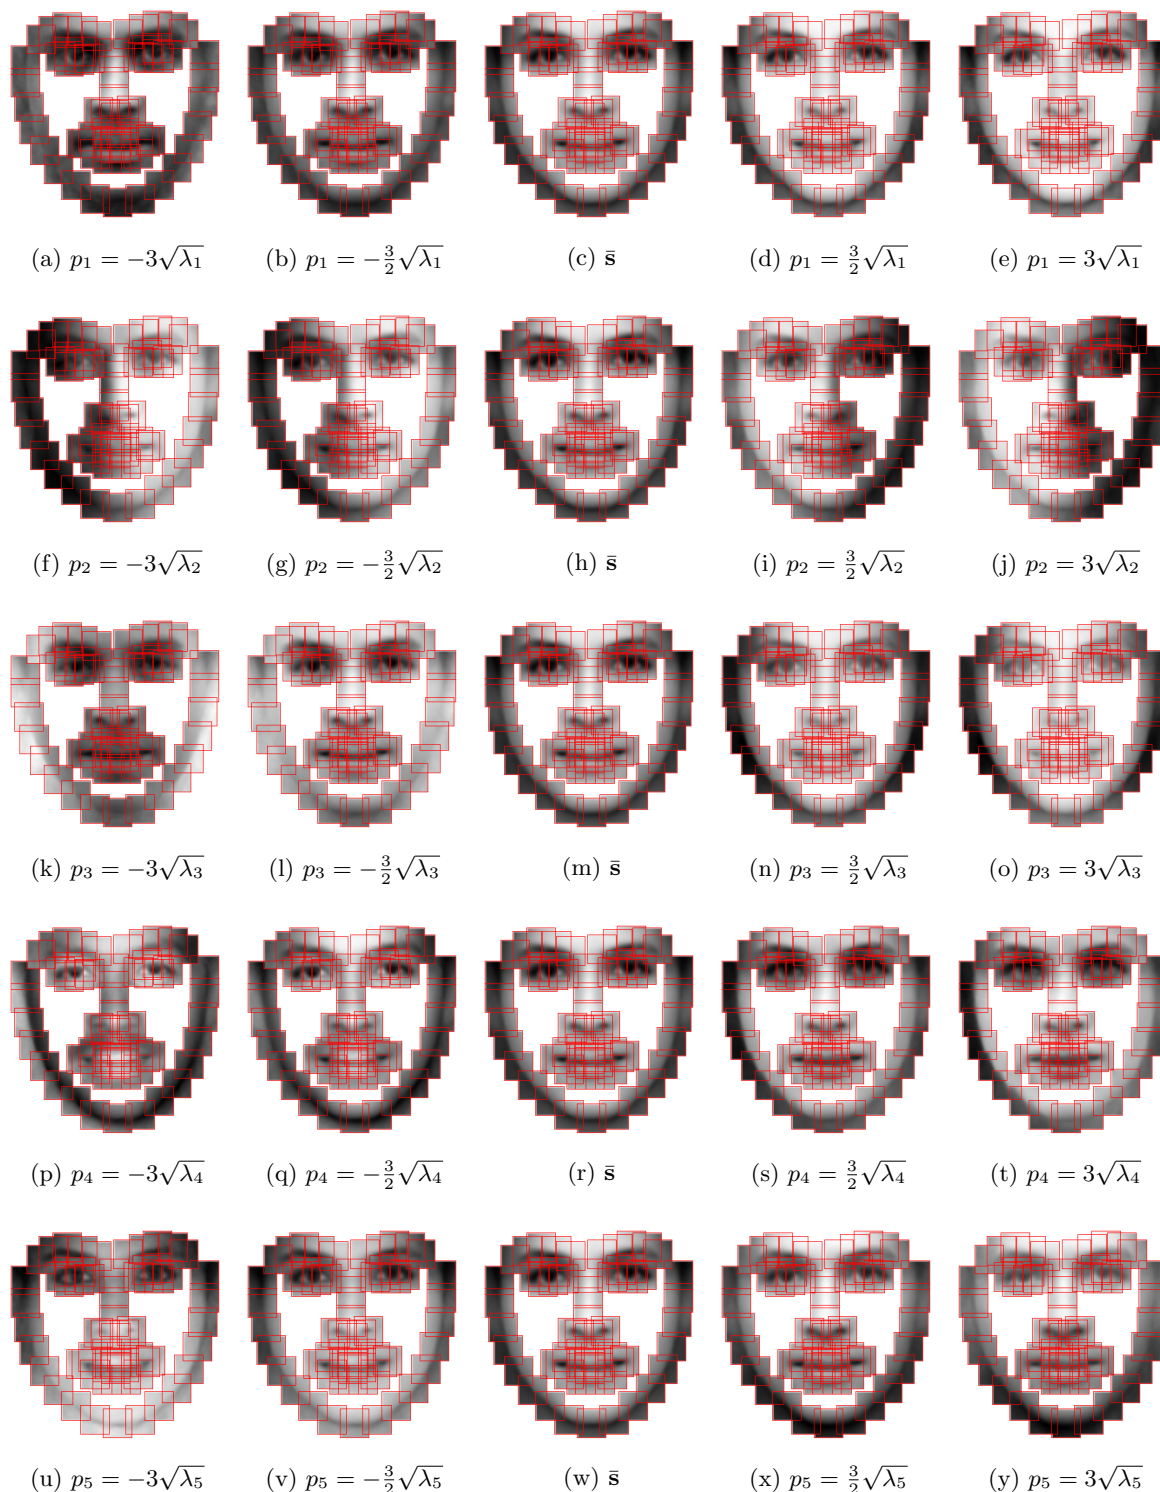 (a) p₁ = −3√λ₁ (b) p₁ = −3/2√λ₁ (c) s̄ (d) p₁ = 3/2√λ₁ (e) p₁ = 3√λ₁
(f) p₂ = −3√λ₂ (g) p₂ = −3/2√λ₂ (h) s̄ (i) p₂ = 3/2√λ₂ (j) p₂ = 3√λ₂
(k) p₃ = −3√λ₃ (l) p₃ = −3/2√λ₃ (m) s̄ (n) p₃ = 3/2√λ₃ (o) p₃ = 3√λ₃
(p) p₄ = −3√λ₄ (q) p₄ = −3/2√λ₄ (r) s̄ (s) p₄ = 3/2√λ₄ (t) p₄ = 3√λ₄
(u) p₅ = −3√λ₅ (v) p₅ = −3/2√λ₅ (w) s̄ (x) p₅ = 3/2√λ₅ (y) p₅ = 3√λ₅